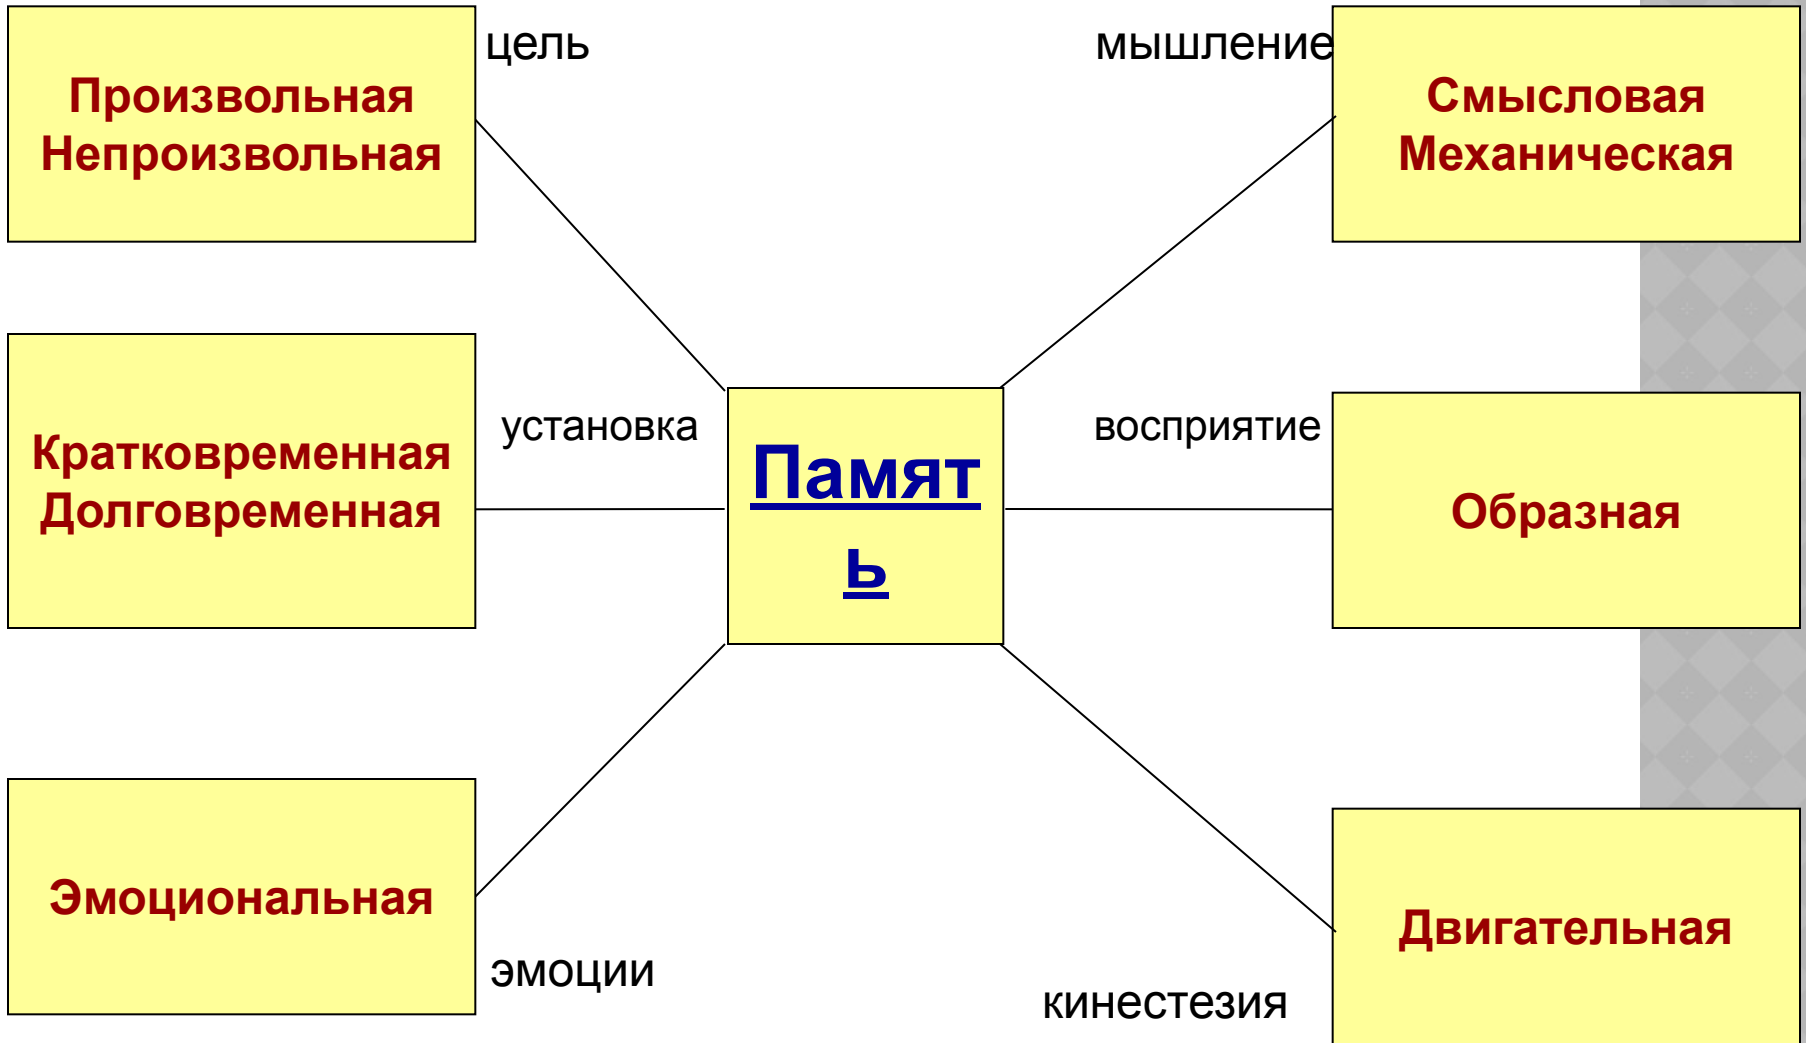 цель
мышление
Произвольная
Непроизвольная
Смысловая
Механическая
установка
восприятие
Кратковременная
Долговременная
Памят
ь
Образная
Эмоциональная
Двигательная
эмоции
кинестезия